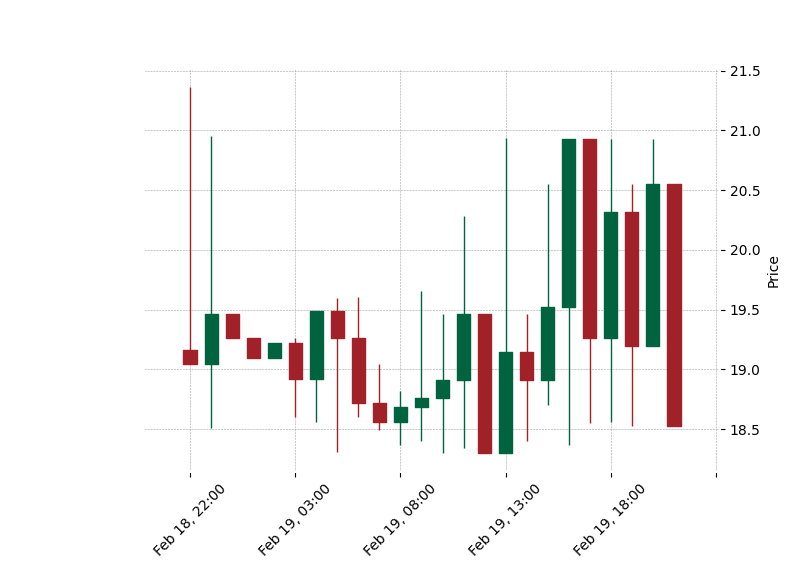 21.5
21.0
20.5
20.0
19.5
19.0
18.5
Price
Feb 18, 22:00
Feb 19, 03:00
Feb 19, 08:00
Feb 19, 13:00
Feb 19, 18:00